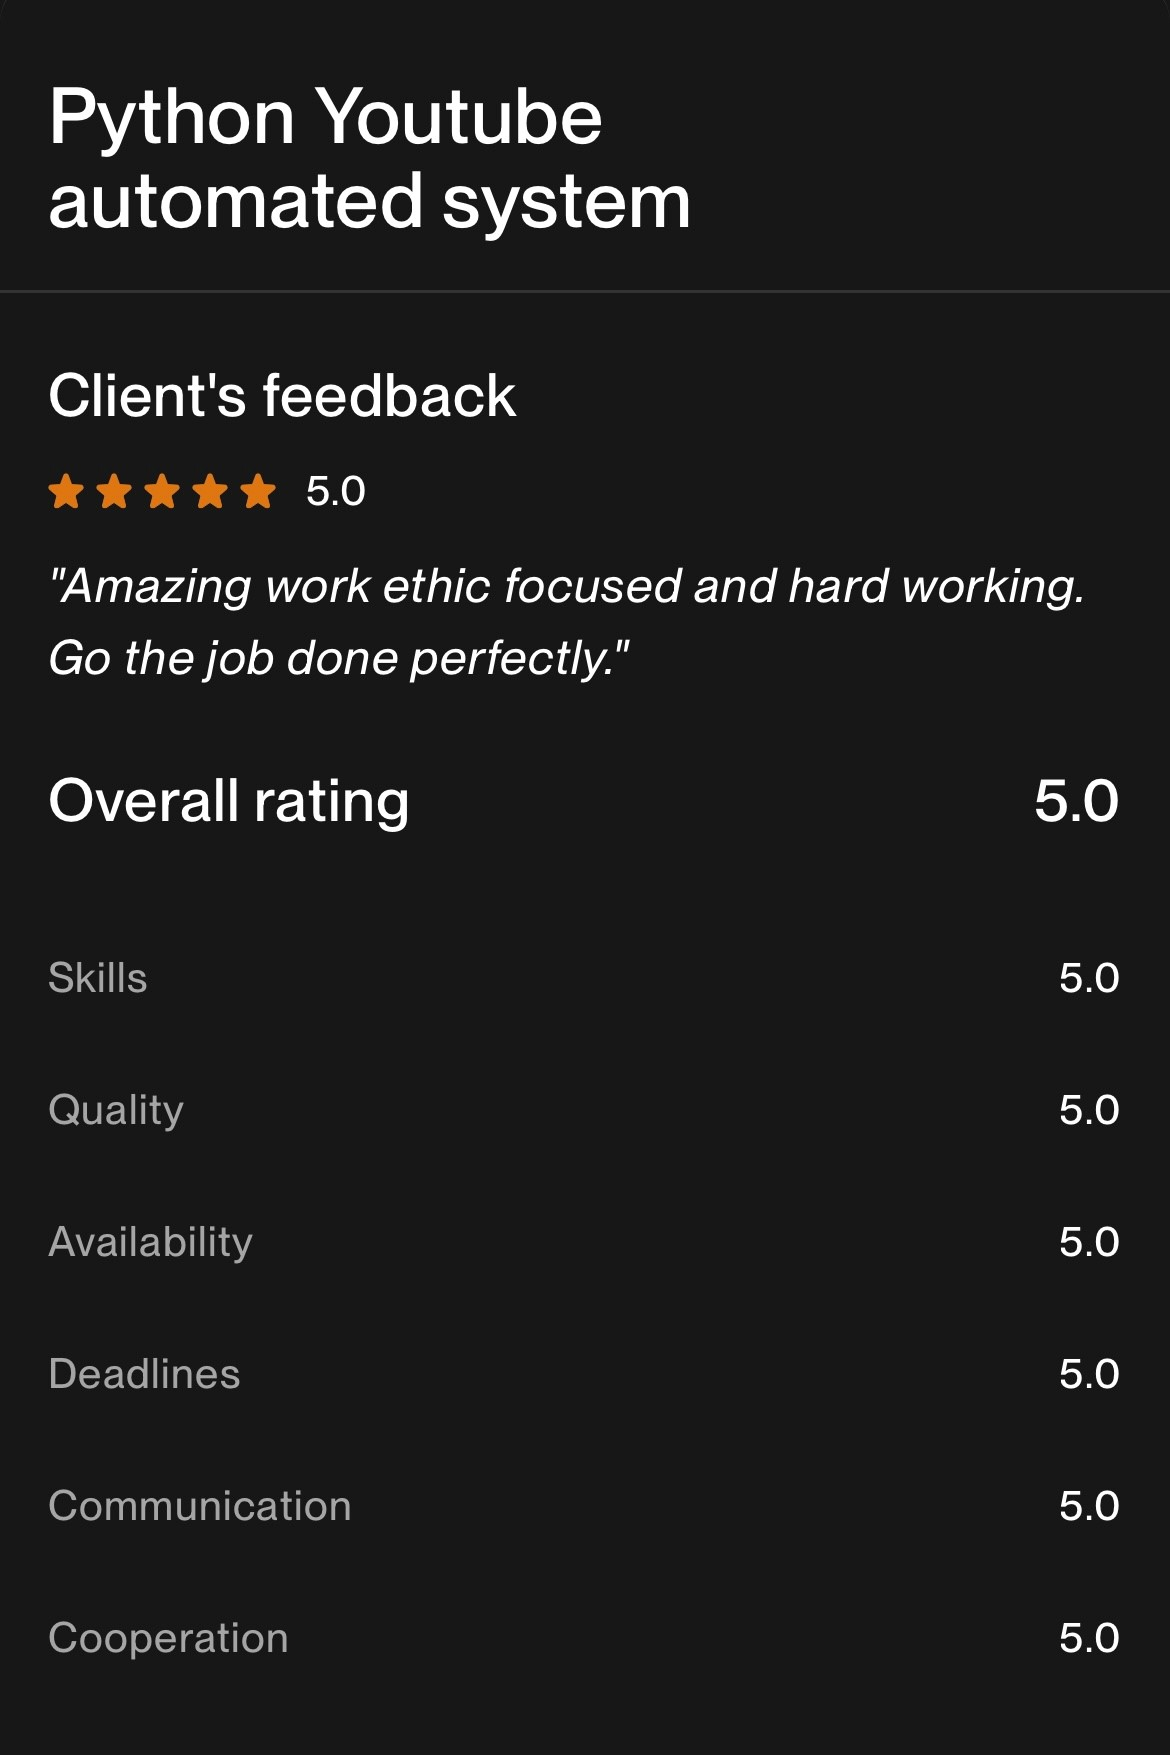 Python Youtube
automated system
Client's feedback
5.0
"Amazing work ethic focused and hard working.
Go the job done perfectly."
Overall rating 5.0
Skills 5.0
Quality 5.0
Availability 5.0
Deadlines 5.0
Communication 5.0
Cooperation 5.0